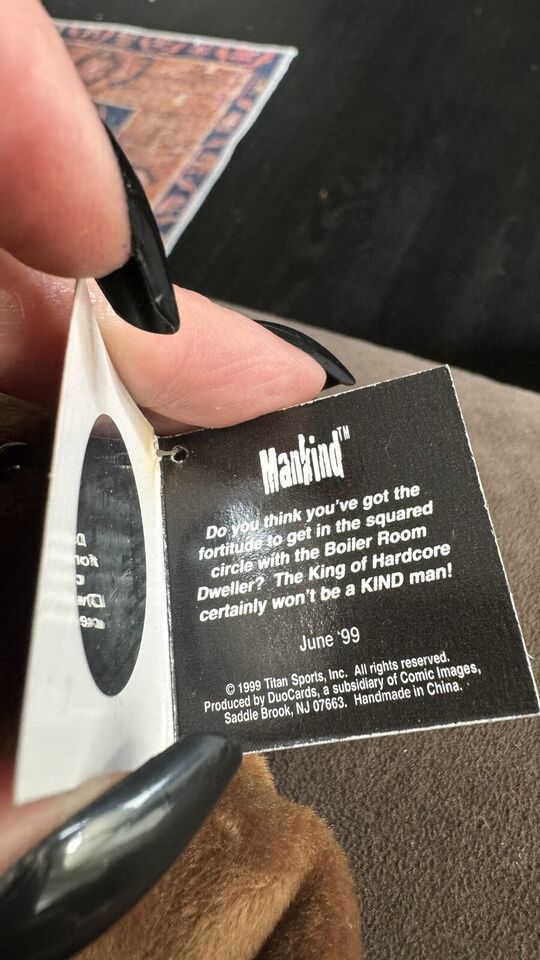 Mankind™
Do you think you've got the
fortitude to get in the squared
circle with the Boiler Room
Dweller? The King of Hardcore
certainly won't be a KIND man!
June '99
© 1999 Titan Sports, Inc. All rights reserved.
Produced by DuoCards, a subsidiary of Comic Images,
Saddle Brook, NJ 07663. Handmade in China.